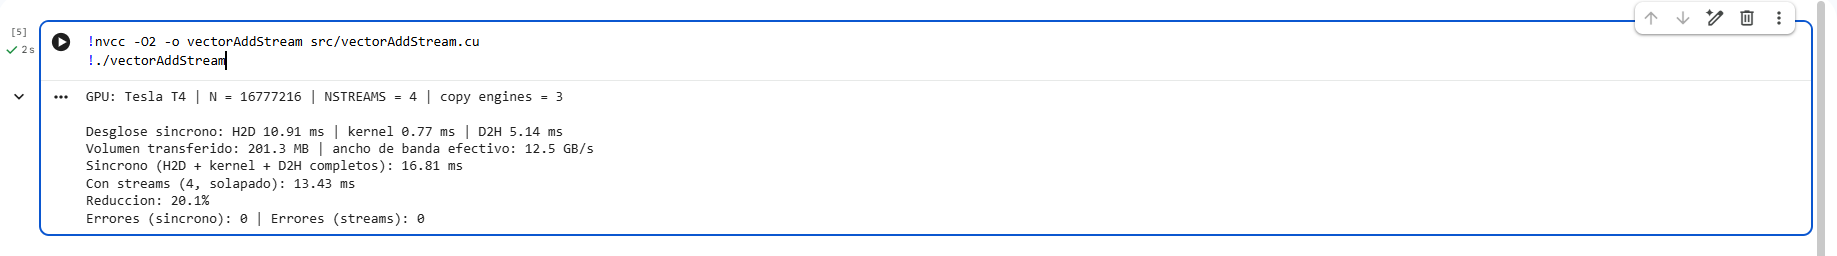 [5]
2s
!nvcc -O2 -o vectorAddStream src/vectorAddStream.cu
!./vectorAddStream
GPU: Tesla T4 | N = 16777216 | NSTREAMS = 4 | copy engines = 3
Desglose sincrono: H2D 10.91 ms | kernel 0.77 ms | D2H 5.14 ms
Volumen transferido: 201.3 MB | ancho de banda efectivo: 12.5 GB/s
Sincrono (H2D + kernel + D2H completos): 16.81 ms
Con streams (4, solapado): 13.43 ms
Reduccion: 20.1%
Errores (sincrono): 0 | Errores (streams): 0